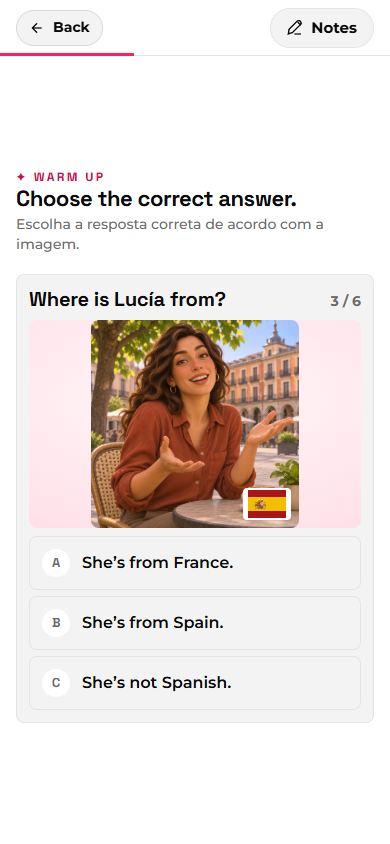 Back
Notes
WARM UP
Choose the correct answer.
Escolha a resposta correta de acordo com a
imagem.
Where is Lucía from?
3 / 6
A
She’s from France.
B
She’s from Spain.
C
She’s not Spanish.